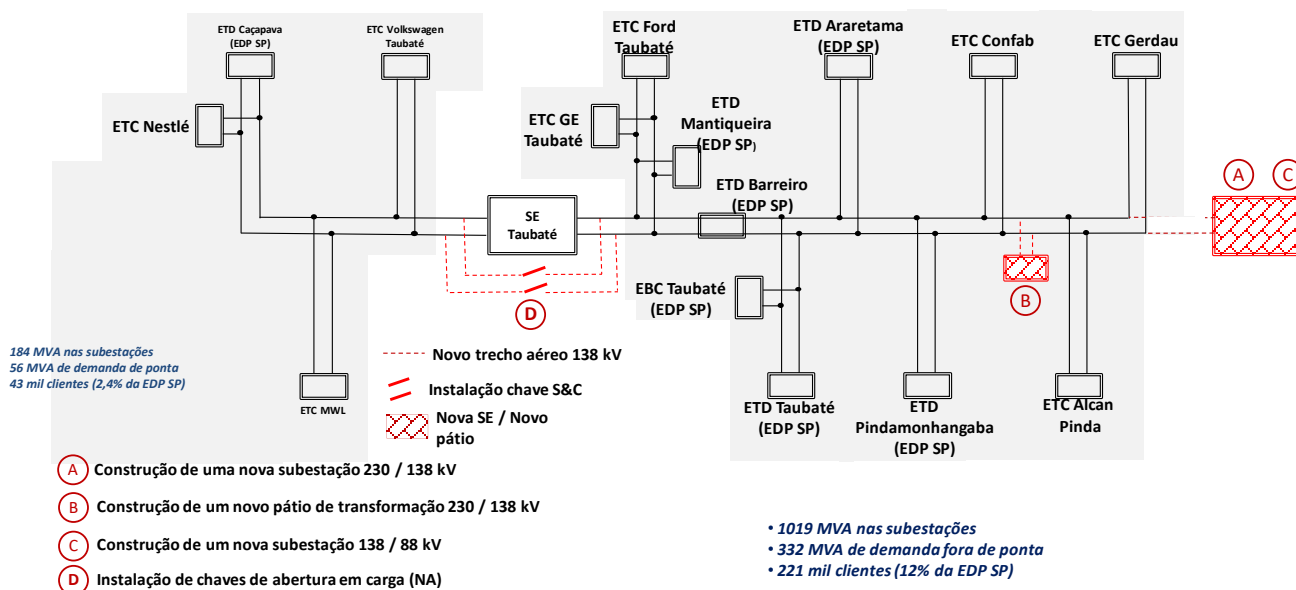 ETD Caçapava
(EDP SP)
ETC Volkswagen
Taubaté
ETC Ford
Taubaté
ETD Araretama
(EDP SP)
ETC Confab
ETC Gerdau
ETC Nestlé
ETC GE
Taubaté
ETD
Mantiqueira
(EDP SP)
A
C
ETD Barreiro
(EDP SP)
SE
Taubaté
EBC Taubaté
(EDP SP)
B
D
184 MVA nas subestações
56 MVA de demanda de ponta
43 mil clientes (2,4% da EDP SP)
Novo trecho aéreo 138 kV
Instalação chave S&C
Nova SE / Novo
pátio
ETC MWL
ETD Taubaté
(EDP SP)
ETD
Pindamonhangaba
(EDP SP)
ETC Alcan
Pinda
A Construção de uma nova subestação 230 / 138 kV
B Construção de um novo pátio de transformação 230 / 138 kV
C Construção de um nova subestação 138 / 88 kV
D Instalação de chaves de abertura em carga (NA)
• 1019 MVA nas subestações
• 332 MVA de demanda fora de ponta
• 221 mil clientes (12% da EDP SP)